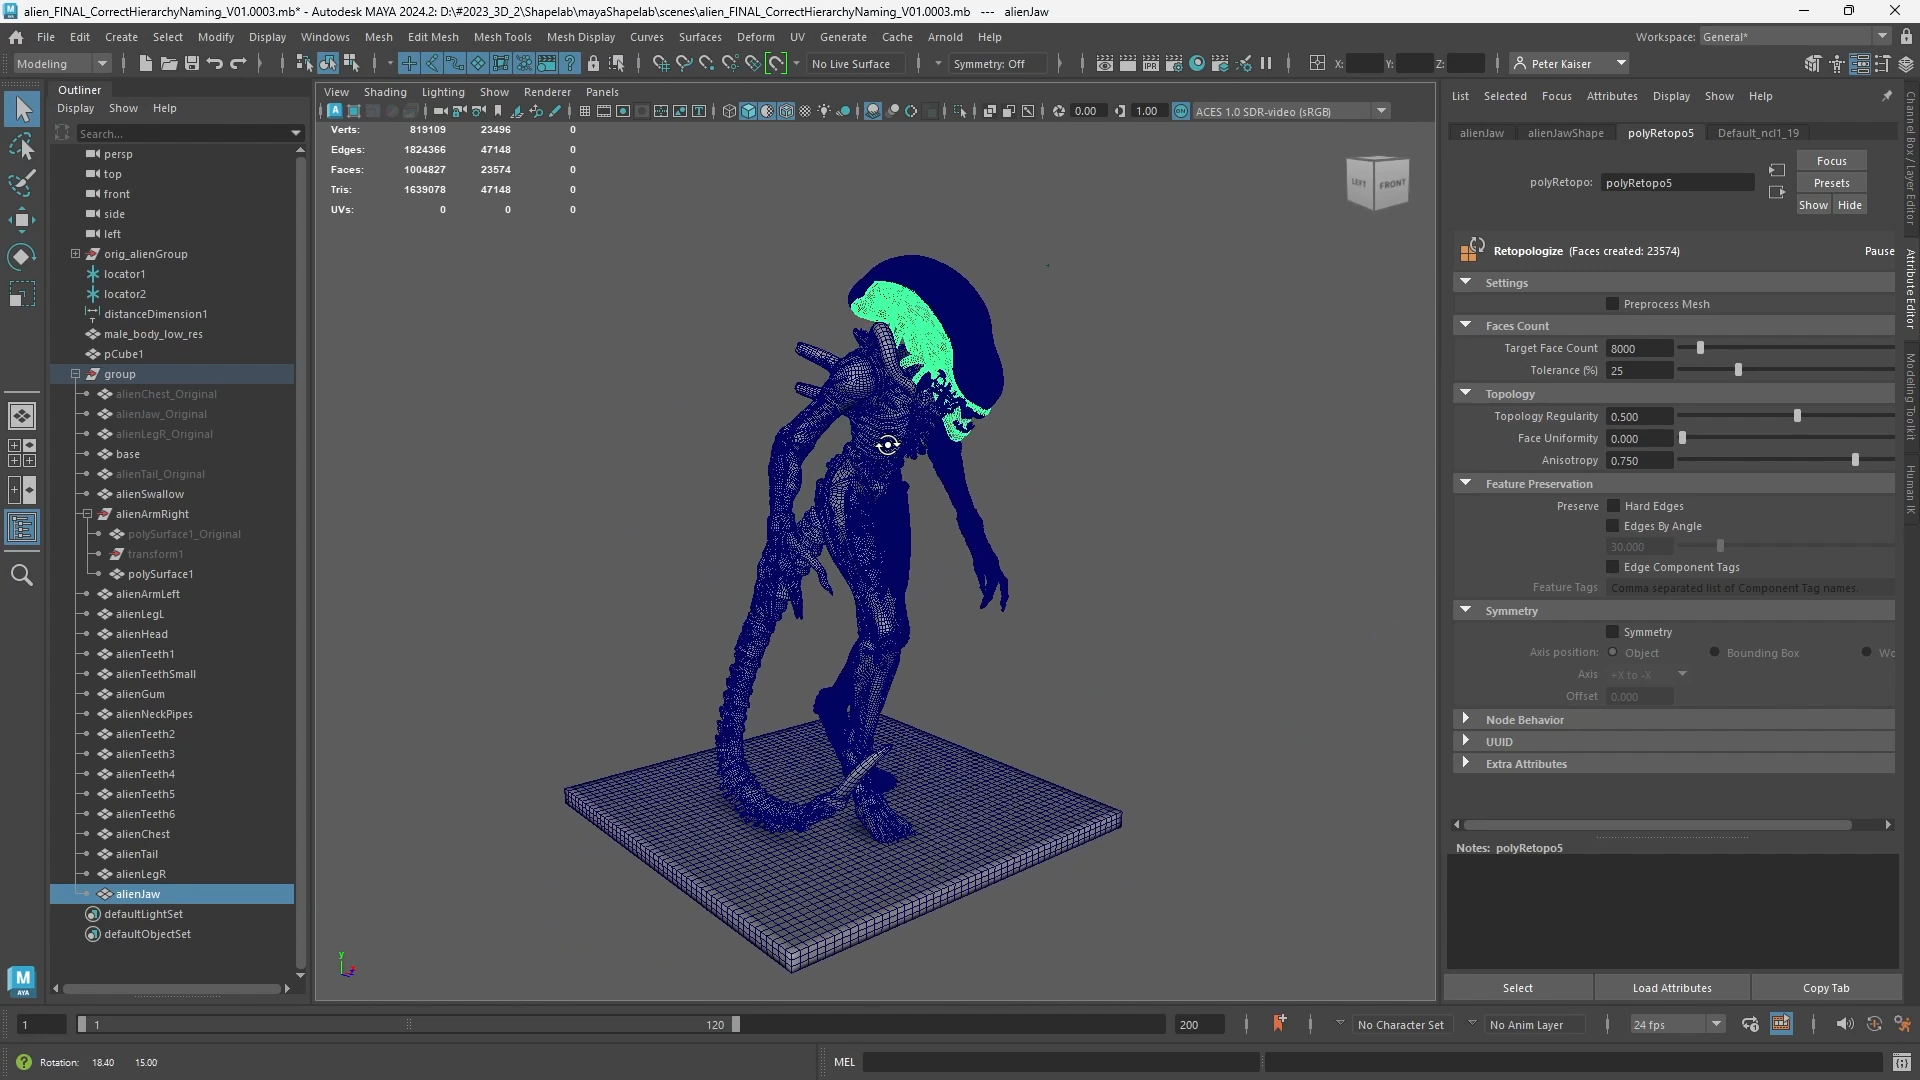 alien_FINAL_CorrectHierarchyNaming_V01.0003.mb* - Autodesk MAYA 2024.2: D:\#2023_3D_2\Shapelab\mayaShapelab\scenes\alien_FINAL_CorrectHierarchyNaming_V01.0003.mb --- alienJaw
File Edit Create Select Modify Display Windows Mesh Edit Mesh Mesh Tools Mesh Display Curves Surfaces Deform UV Generate Cache Arnold Help Workspace: General*
Modeling No Live Surface Symmetry: Off X: Y: Z: Peter Kaiser
Outliner
Display Show Help
Search...
persp
top
front
side
left
orig_alienGroup
locator1
locator2
distanceDimension1
male_body_low_res
pCube1
group
alienChest_Original
alienJaw_Original
alienLegR_Original
base
alienTail_Original
alienSwallow
alienArmRight
polySurface1_Original
transform1
polySurface1
alienArmLeft
alienLegL
alienHead
alienTeeth1
alienTeethSmall
alienGum
alienNeckPipes
alienTeeth2
alienTeeth3
alienTeeth4
alienTeeth5
alienTeeth6
alienChest
alienTail
alienLegR
alienJaw
defaultLightSet
defaultObjectSet
View Shading Lighting Show Renderer Panels
0.00 1.00 ACES 1.0 SDR-video (sRGB)
Verts: 819109 23496 0
Edges: 1824366 47148 0
Faces: 1004827 23574 0
Tris: 1639078 47148 0
UVs: 0 0 0
LEFT FRONT
y
List Selected Focus Attributes Display Show Help
alienJaw alienJawShape polyRetopo5 Default_ncl1_19
Focus
polyRetopo: polyRetopo5 Presets
Show Hide
Retopologize (Faces created: 23574) Pause
Settings
Preprocess Mesh
Faces Count
Target Face Count 8000
Tolerance (%) 25
Topology
Topology Regularity 0.500
Face Uniformity 0.000
Anisotropy 0.750
Feature Preservation
Preserve Hard Edges
Edges By Angle
30.000
Edge Component Tags
Feature Tags Comma separated list of Component Tag names.
Symmetry
Symmetry
Axis position: Object Bounding Box Wo
Axis +X to -X
Offset 0.000
Node Behavior
UUID
Extra Attributes
Notes: polyRetopo5
Select Load Attributes Copy Tab
Channel Box / Layer Editor
Attribute Editor
Modeling Toolkit
Human IK
M
AYA
1 1 120 200 No Character Set No Anim Layer 24 fps
Rotation: 18.40 15.00 MEL